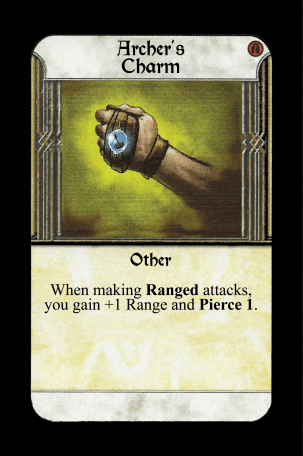 Archer's
Charm
Other
When making Ranged attacks,
you gain +1 Range and Pierce 1.